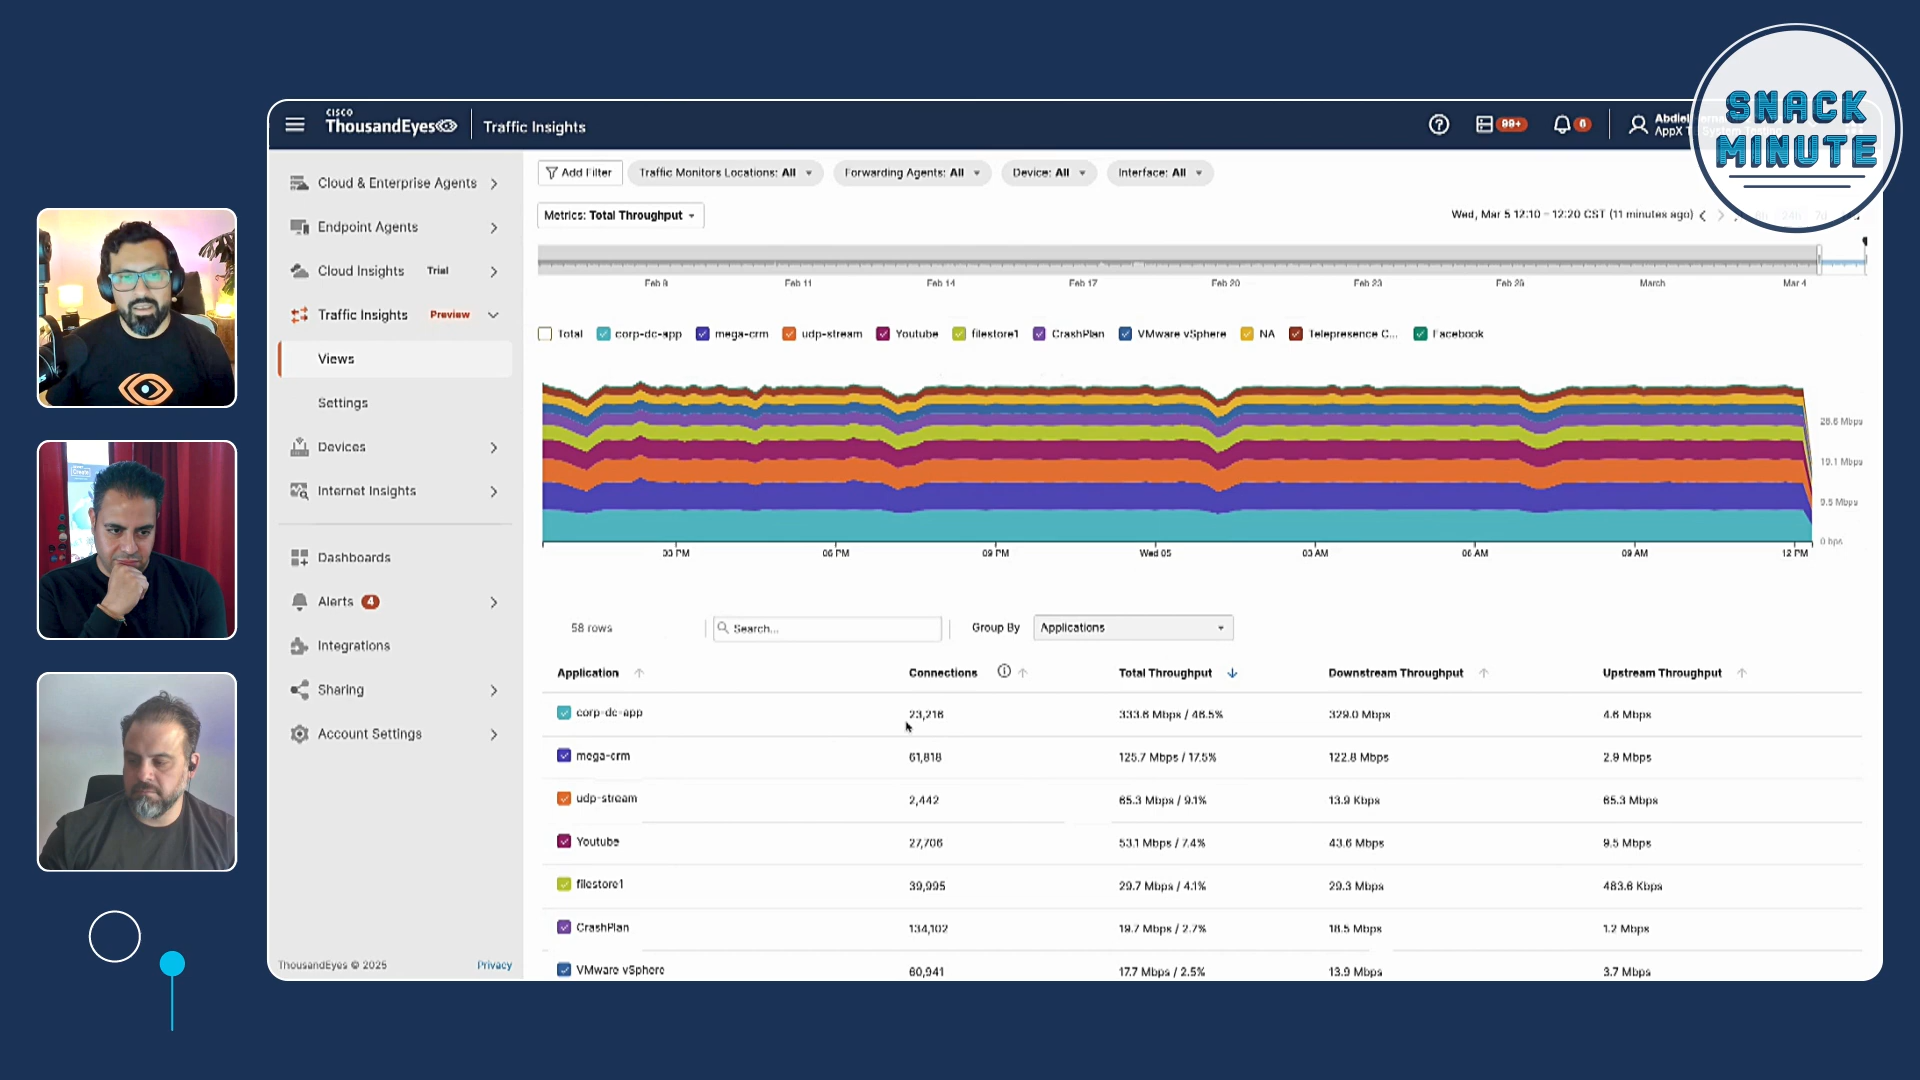 SNACK
MINUTE
CISCO
ThousandEyes
Traffic Insights
99+
6
Abdiel
AppX T
Cloud & Enterprise Agents
Endpoint Agents
Cloud Insights Trial
Traffic Insights Preview
Views
Settings
Devices
Internet Insights
Dashboards
Alerts 4
Integrations
Sharing
Account Settings
ThousandEyes © 2025 Privacy
Add Filter Traffic Monitors Locations: All Forwarding Agents: All Device: All Interface: All
Metrics: Total Throughput
Wed, Mar 5 12:10 - 12:20 CST (11 minutes ago)
Feb 8 Feb 11 Feb 14 Feb 17 Feb 20 Feb 23 Feb 26 March Mar 4
Total corp-dc-app mega-crm udp-stream Youtube filestore1 CrashPlan VMware vSphere NA Telepresence C... Facebook
28.6 Mbps
19.1 Mbps
9.5 Mbps
0 bps
03 PM 06 PM 09 PM Wed 05 03 AM 06 AM 09 AM 12 PM
58 rows Search... Group By Applications
Application Connections Total Throughput Downstream Throughput Upstream Throughput
corp-dc-app 23,216 333.6 Mbps / 46.5% 329.0 Mbps 4.6 Mbps
mega-crm 61,818 125.7 Mbps / 17.5% 122.8 Mbps 2.9 Mbps
udp-stream 2,442 65.3 Mbps / 9.1% 13.9 Kbps 65.3 Mbps
Youtube 27,706 53.1 Mbps / 7.4% 43.6 Mbps 9.5 Mbps
filestore1 39,995 29.7 Mbps / 4.1% 29.3 Mbps 483.6 Kbps
CrashPlan 134,102 19.7 Mbps / 2.7% 18.5 Mbps 1.2 Mbps
VMware vSphere 60,941 17.7 Mbps / 2.5% 13.9 Mbps 3.7 Mbps